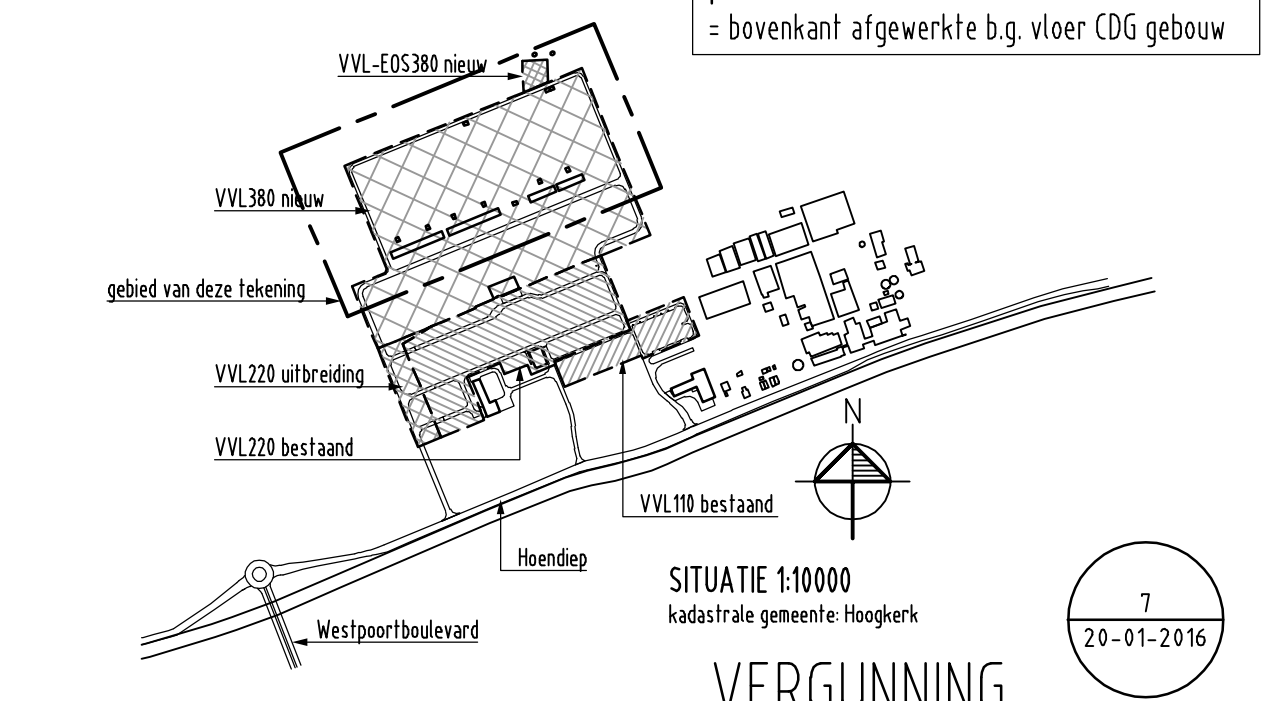 = bovenkant afgewerkte b.g. vloer CDG gebouw
VVL-EOS380 nieuw
VVL380 nieuw
gebied van deze tekening
VVL220 uitbreiding
VVL220 bestaand
VVL110 bestaand
N
Hoendiep
SITUATIE 1:10000
kadastrale gemeente: Hoogkerk
Westpoortboulevard
7
20-01-2016
VERGUNNING